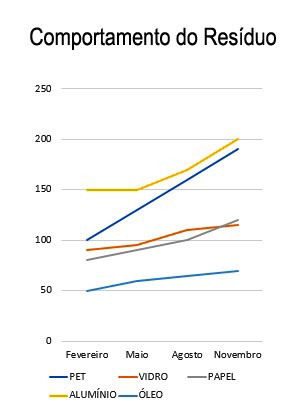 Comportamento do Resíduo
250
200
150
100
50
0
Fevereiro Maio Agosto Novembro
PET VIDRO PAPEL
ALUMÍNIO ÓLEO